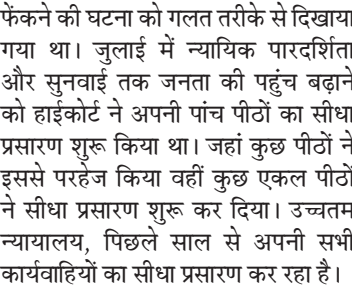 फेंकने की घटना को गलत तरीके से दिखाया
गया था। जुलाई में न्यायिक पारदर्शिता
और सुनवाई तक जनता की पहुंच बढ़ाने
को हाईकोर्ट ने अपनी पांच पीठों का सीधा
प्रसारण शुरू किया था। जहां कुछ पीठों ने
इससे परहेज किया वहीं कुछ एकल पीठों
ने सीधा प्रसारण शुरू कर दिया। उच्चतम
न्यायालय, पिछले साल से अपनी सभी
कार्यवाहियों का सीधा प्रसारण कर रहा है।